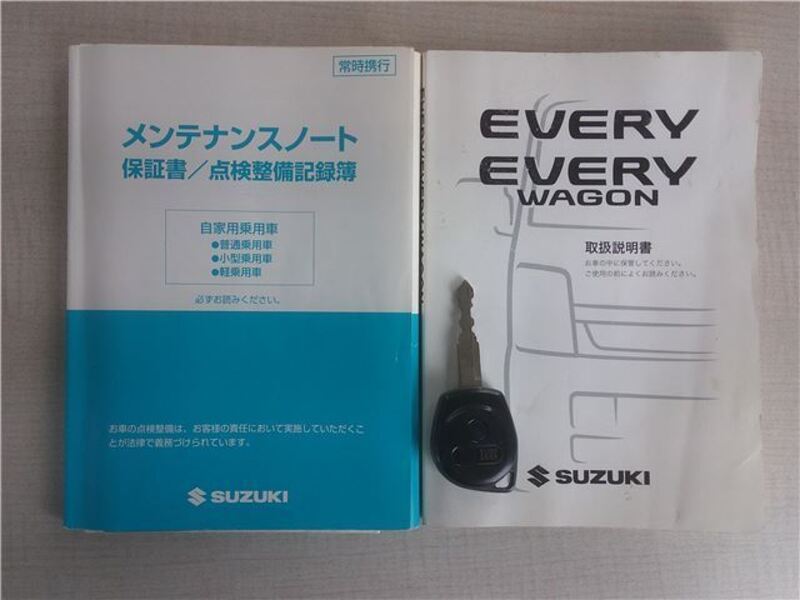 常時携行
メンテナンスノート
保証書／点検整備記録簿
自家用乗用車
●普通乗用車
●小型乗用車
●軽乗用車
必ずお読みください。
お車の点検整備は、お客様の責任において実施していただくこ
とが法律で義務づけられています。
SUZUKI
EVERY
EVERY
WAGON
取扱説明書
お車の中に保管してください。
ご使用の前によくお読みください。
SUZUKI